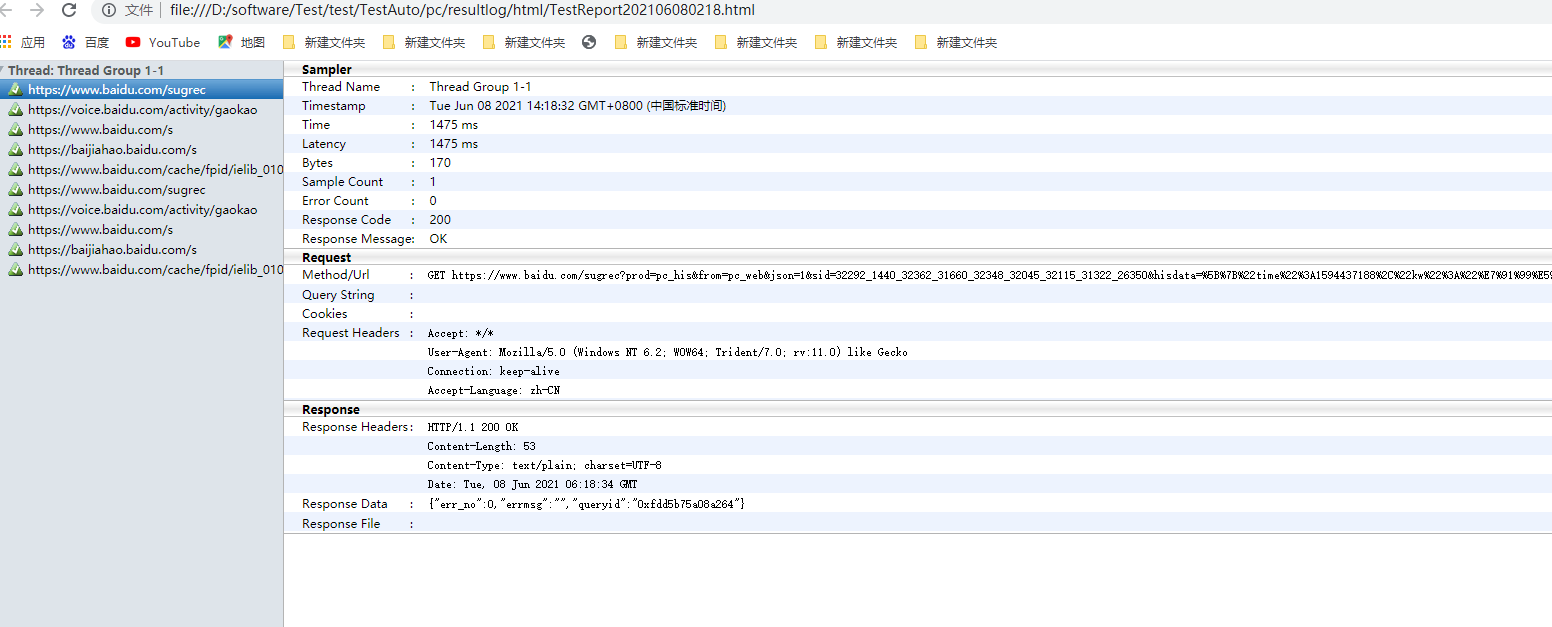 文件 file:///D:/software/Test/test/TestAuto/pc/resultlog/html/TestReport202106080218.html
应用 百度 YouTube 地图 新建文件夹 新建文件夹 新建文件夹 新建文件夹 新建文件夹 新建文件夹 新建文件夹
Thread: Thread Group 1-1
https://www.baidu.com/sugrec
https://voice.baidu.com/activity/gaokao
https://www.baidu.com/s
https://baijiahao.baidu.com/s
https://www.baidu.com/cache/fpid/ielib_010
https://www.baidu.com/sugrec
https://voice.baidu.com/activity/gaokao
https://www.baidu.com/s
https://baijiahao.baidu.com/s
https://www.baidu.com/cache/fpid/ielib_010
Sampler
Thread Name : Thread Group 1-1
Timestamp : Tue Jun 08 2021 14:18:32 GMT+0800 (中国标准时间)
Time : 1475 ms
Latency : 1475 ms
Bytes : 170
Sample Count : 1
Error Count : 0
Response Code : 200
Response Message: OK
Request
Method/Url : GET https://www.baidu.com/sugrec?prod=pc_his&from=pc_web&json=1&sid=32292_1440_32362_31660_32348_32045_32115_31322_26350&hisdata=%5B%7B%22time%22%3A1594437188%2C%22kw%22%3A%22%E7%91%99%E5%
Query String :
Cookies :
Request Headers : Accept: */*
User-Agent: Mozilla/5.0 (Windows NT 6.2; WOW64; Trident/7.0; rv:11.0) like Gecko
Connection: keep-alive
Accept-Language: zh-CN
Response
Response Headers: HTTP/1.1 200 OK
Content-Length: 53
Content-Type: text/plain; charset=UTF-8
Date: Tue, 08 Jun 2021 06:18:34 GMT
Response Data : {"err_no":0,"errmsg":"","queryid":"0xfdd5b75a08a264"}
Response File :